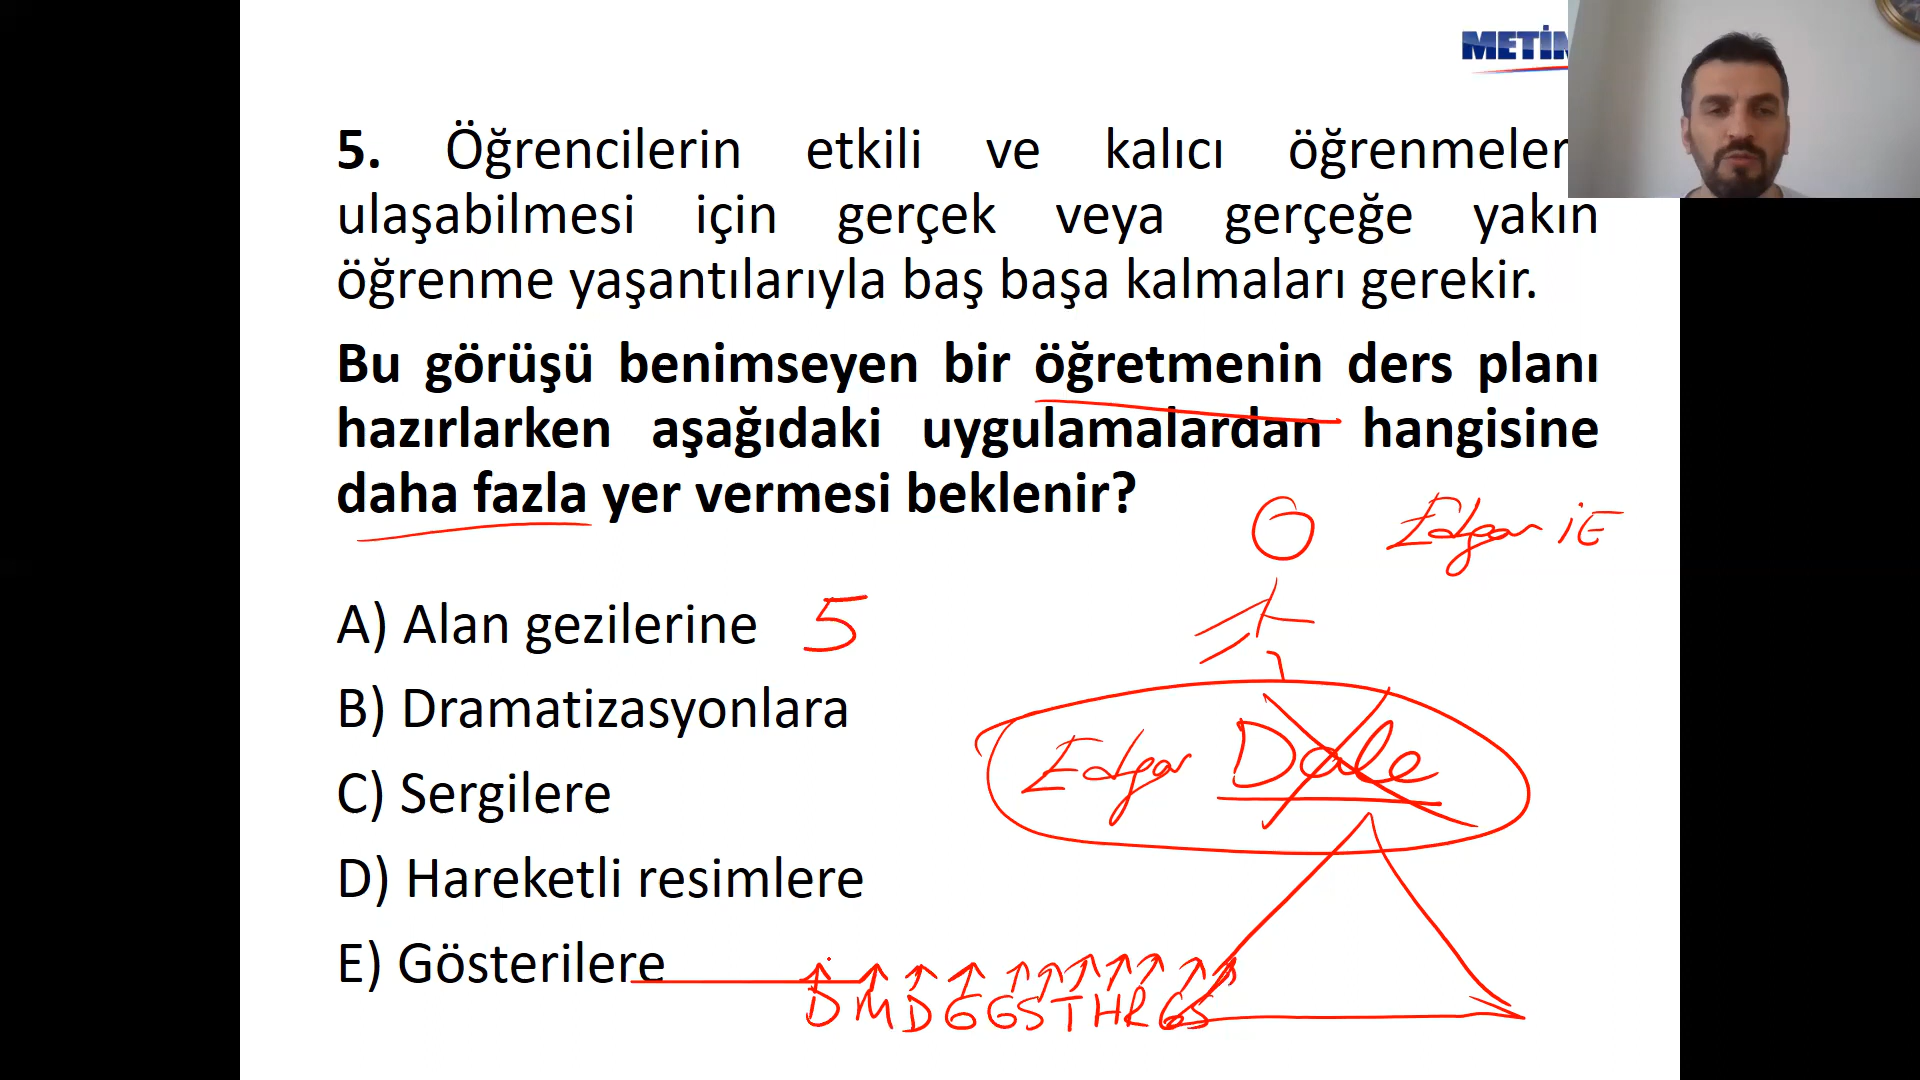 METİ
5. Öğrencilerin etkili ve kalıcı öğrenmeler
ulaşabilmesi için gerçek veya gerçeğe yakın
öğrenme yaşantılarıyla baş başa kalmaları gerekir.
Bu görüşü benimseyen bir öğretmenin ders planı
hazırlarken aşağıdaki uygulamalardan hangisine
daha fazla yer vermesi beklenir?
Edgar İE
A) Alan gezilerine 5
B) Dramatizasyonlara
Edgar Dale
C) Sergilere
D) Hareketli resimlere
E) Gösterilere
D M D G G S T H R G S